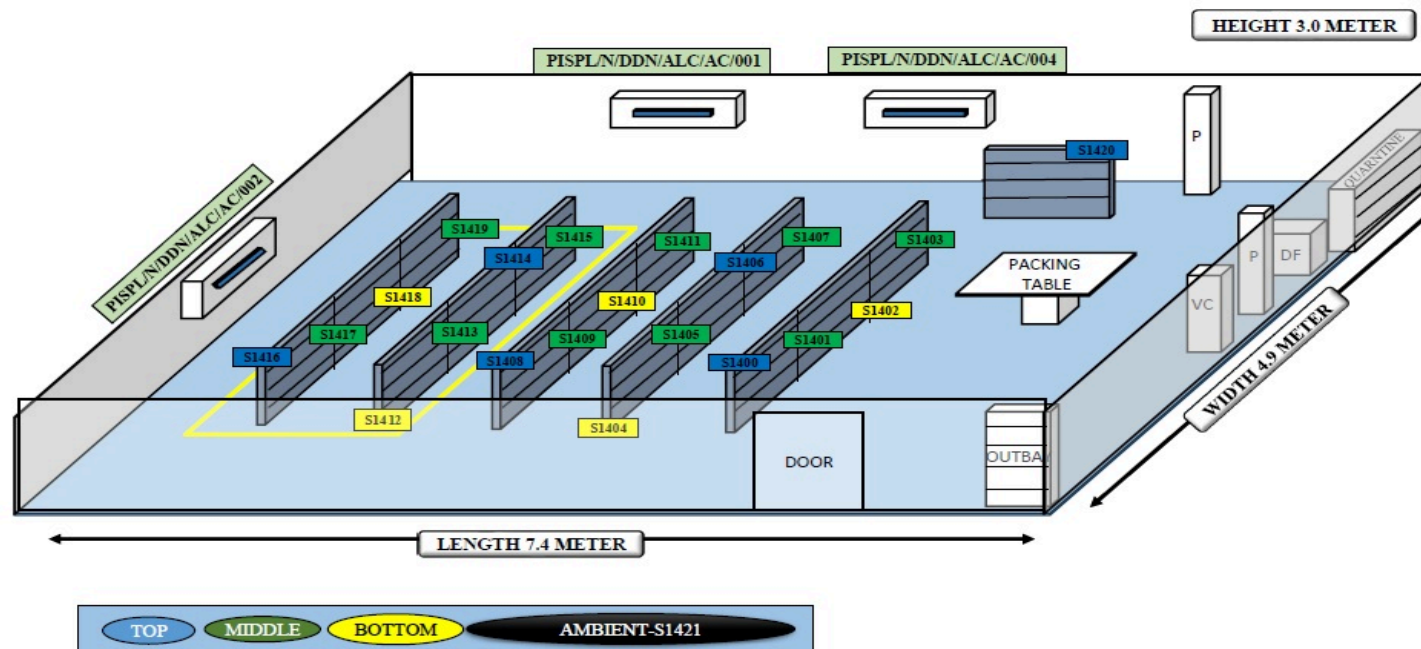 HEIGHT 3.0 METER
PISPL/N/DDN/ALC/AC/001
PISPL/N/DDN/ALC/AC/004
PISPL/N/DDN/ALC/AC/002
P
S1420
QUARNTINE
S1419
S1415
S1411
S1407
S1403
S1414
S1406
P
DF
PACKING
TABLE
S1418
S1410
S1402
VC
S1417
S1413
S1409
S1405
S1401
S1416
S1408
S1400
WIDTH 4.9 METER
S1412
S1404
DOOR
OUTBAY
LENGTH 7.4 METER
TOP
MIDDLE
BOTTOM
AMBIENT-S1421